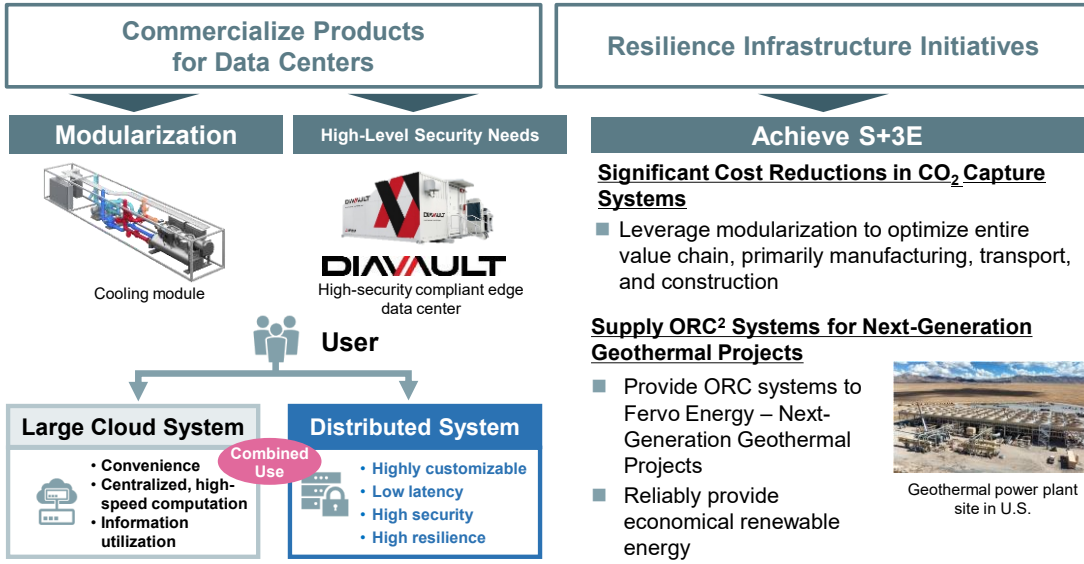 Commercialize Products
for Data Centers
Resilience Infrastructure Initiatives
Modularization
High-Level Security Needs
Achieve S+3E
Cooling module
DIAVAULT
DIAVAULT
High-security compliant edge
data center
User
Large Cloud System
• Convenience
• Centralized, high-
speed computation
• Information
utilization
Combined
Use
Distributed System
• Highly customizable
• Low latency
• High security
• High resilience
Significant Cost Reductions in CO₂ Capture
Systems
■ Leverage modularization to optimize entire
value chain, primarily manufacturing, transport,
and construction
Supply ORC² Systems for Next-Generation
Geothermal Projects
■ Provide ORC systems to
Fervo Energy – Next-
Generation Geothermal
Projects
■ Reliably provide
economical renewable
energy
Geothermal power plant
site in U.S.